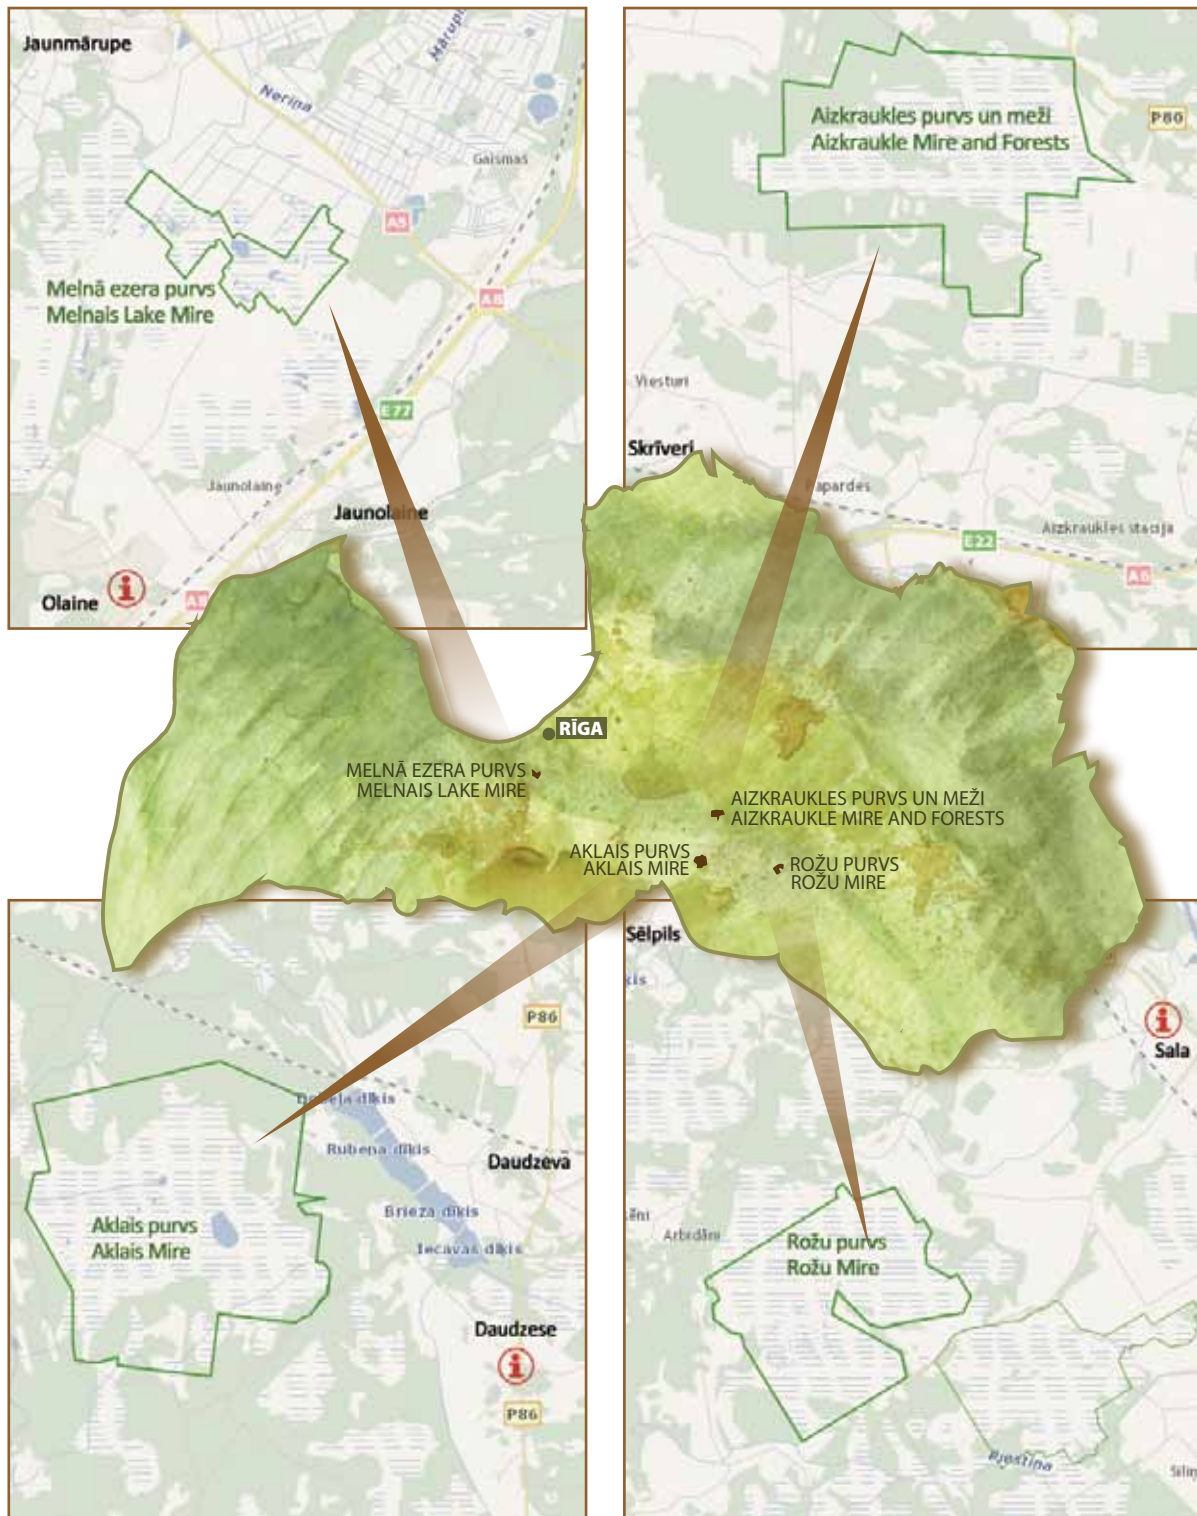 Jaunmārupe
Neriņa
Gaismas
A5
Melnā ezera purvs
Melnais Lake Mire
A8
E77
Jaunolaine
Jaunolaine
Olaine
A8
Aizkraukles purvs un meži
Aizkraukle Mire and Forests
P80
Viesturi
Skrīveri
Papardes
E22
Aizkraukles stacija
A6
RĪGA
MELNĀ EZERA PURVS
MELNAIS LAKE MIRE
AIZKRAUKLES PURVS UN MEŽI
AIZKRAUKLE MIRE AND FORESTS
AKLAIS PURVS
AKLAIS MIRE
ROŽU PURVS
ROŽU MIRE
P86
dīķis
Rubeņa dīķis
Daudzeva
Brieža dīķis
Iecavas dīķis
Aklais purvs
Aklais Mire
Daudzese
P86
Sēlpils
Sala
Rožu purvs
Rožu Mire